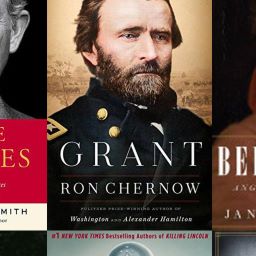 E
ES
MITH
GRANT
RON CHERNOW
PULITZER PRIZE-WINNING AUTHOR OF
Washington and Alexander Hamilton
BE
ANG
JAN
#1 NEW YORK TIMES Bestselling Authors of KILLING LINCOLN